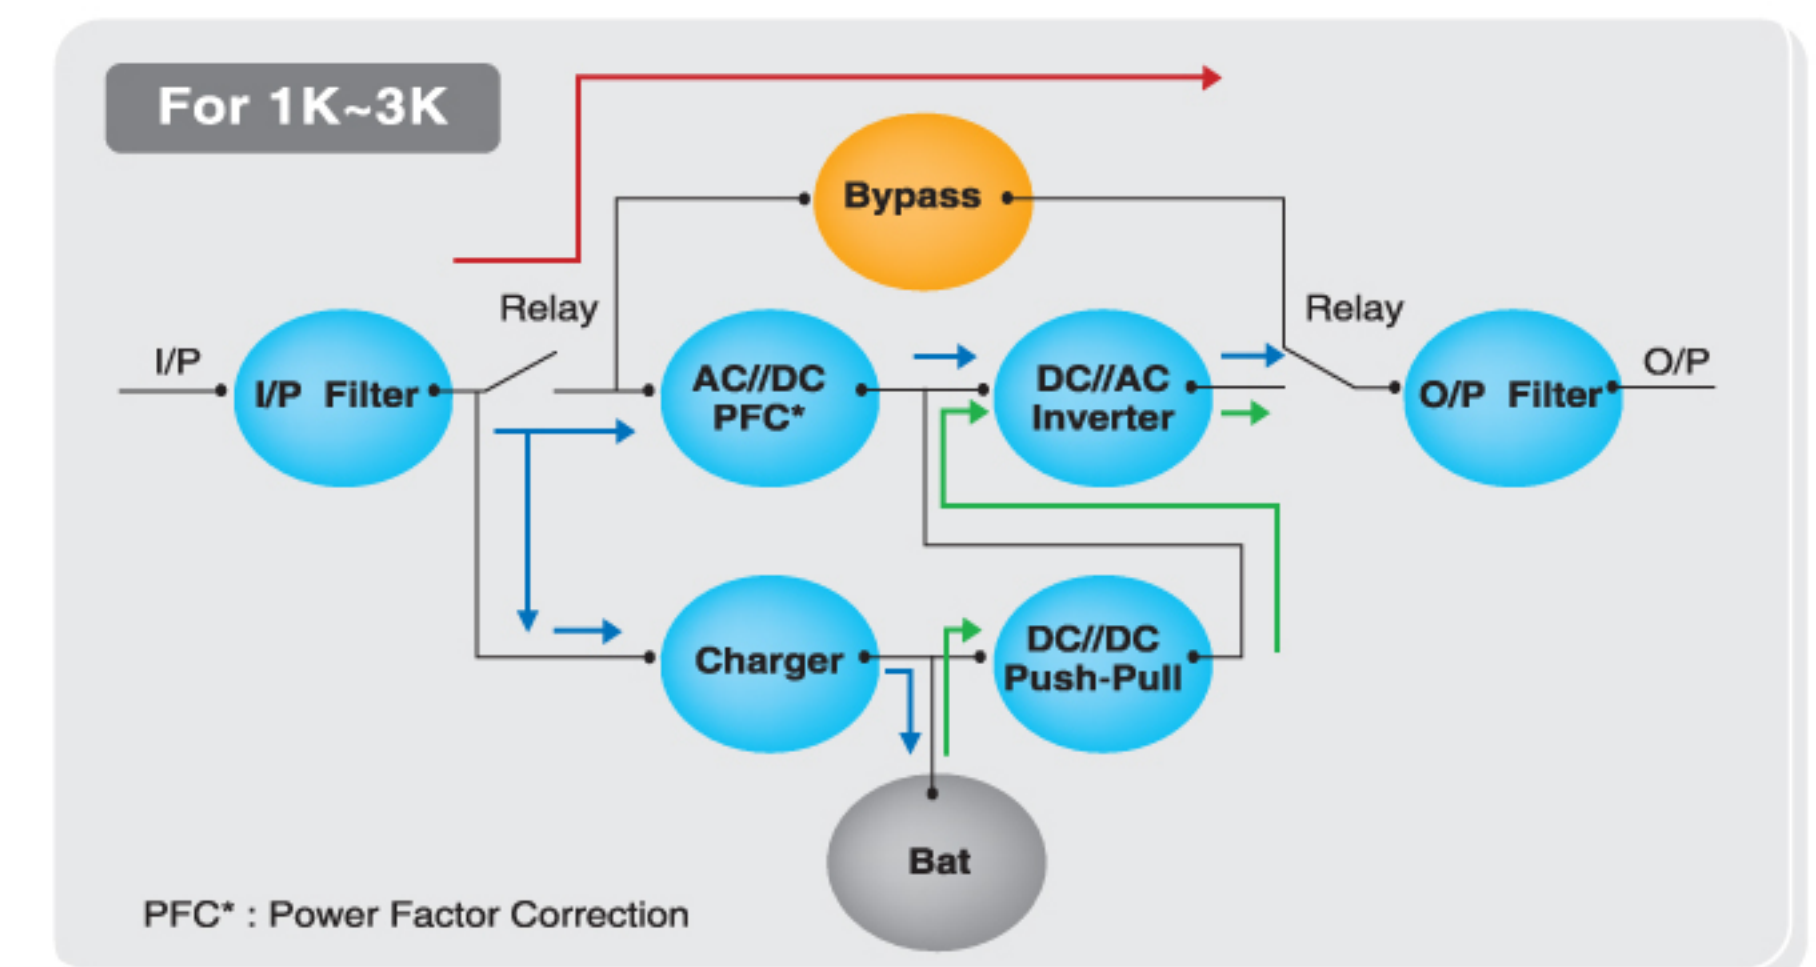 For 1K~3K
Bypass
Relay
Relay
I/P
I/P Filter
AC//DC
PFC*
DC//AC
Inverter
O/P Filter
O/P
Charger
DC//DC
Push-Pull
Bat
PFC* : Power Factor Correction